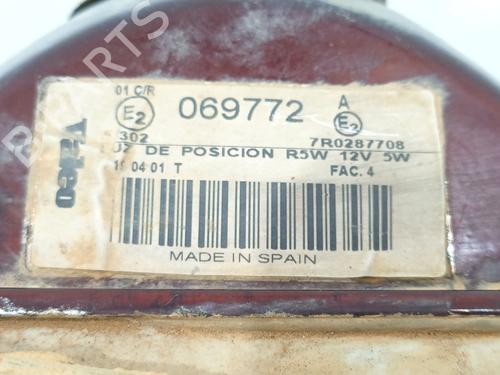 01 C/R
E2
069772
A
E2
302
7R0287708
DE POSICION R5W 12V 5W
04 01 T
FAC. 4
Valeo
MADE IN SPAIN
B-PARTS